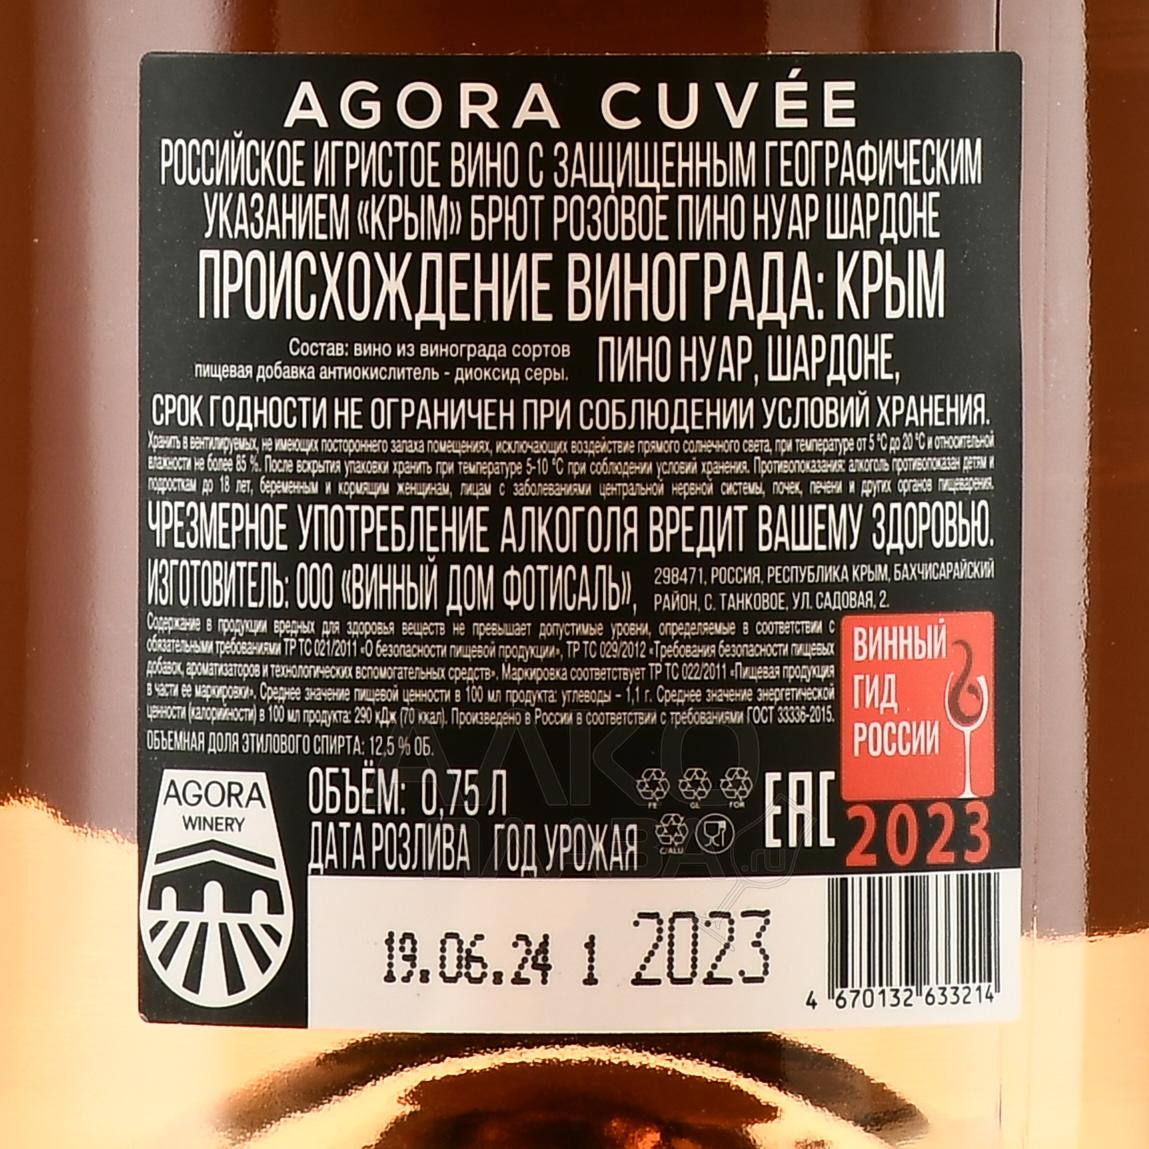 AGORA CUVÉE
РОССИЙСКОЕ ИГРИСТОЕ ВИНО С ЗАЩИЩЕННЫМ ГЕОГРАФИЧЕСКИМ
УКАЗАНИЕМ «КРЫМ» БРЮТ РОЗОВОЕ ПИНО НУАР ШАРДОНЕ
ПРОИСХОЖДЕНИЕ ВИНОГРАДА: КРЫМ
Состав: вино из винограда сортов
пищевая добавка антиокислитель - диоксид серы.
ПИНО НУАР, ШАРДОНЕ,
СРОК ГОДНОСТИ НЕ ОГРАНИЧЕН ПРИ СОБЛЮДЕНИИ УСЛОВИЙ ХРАНЕНИЯ.
Хранить в вентилируемых, не имеющих постороннего запаха помещениях, исключающих воздействие прямого солнечного света, при температуре от 5 °C до 20 °C и относительной
влажности не более 85 %. После вскрытия упаковки хранить при температуре 5-10 °C при соблюдении условий хранения. Противопоказания: алкоголь противопоказан детям и
подросткам до 18 лет, беременным и кормящим женщинам, лицам с заболеваниями центральной нервной системы, почек, печени и других органов пищеварения.
ЧРЕЗМЕРНОЕ УПОТРЕБЛЕНИЕ АЛКОГОЛЯ ВРЕДИТ ВАШЕМУ ЗДОРОВЬЮ.
ИЗГОТОВИТЕЛЬ: ООО «ВИННЫЙ ДОМ ФОТИСАЛЬ»,
298471, РОССИЯ, РЕСПУБЛИКА КРЫМ, БАХЧИСАРАЙСКИЙ
РАЙОН, С. ТАНКОВОЕ, УЛ. САДОВАЯ, 2.
Содержание в продукции вредных для здоровья веществ не превышает допустимые уровни, определяемые в соответствии с
обязательными требованиями ТР ТС 021/2011 «О безопасности пищевой продукции», ТР ТС 029/2012 «Требования безопасности пищевых
добавок, ароматизаторов и технологических вспомогательных средств». Маркировка соответствует ТР ТС 022/2011 «Пищевая продукция
в части ее маркировки». Среднее значение пищевой ценности в 100 мл продукта: углеводы – 1,1 г. Среднее значение энергетической
ценности (калорийности) в 100 мл продукта: 290 кДж (70 ккал). Произведено в России в соответствии с требованиями ГОСТ 33336-2015.
ОБЪЕМНАЯ ДОЛЯ ЭТИЛОВОГО СПИРТА: 12,5 % ОБ.
ВИННЫЙ
ГИД
РОССИИ
2023
AGORA
WINERY
ОБЪЁМ: 0,75 Л
ДАТА РОЗЛИВА ГОД УРОЖАЯ
FE GL FOR
C/ALU
EAC
АЛКО
ПЛАЗА.ru
19.06.24 1 2023
4 670132 633214